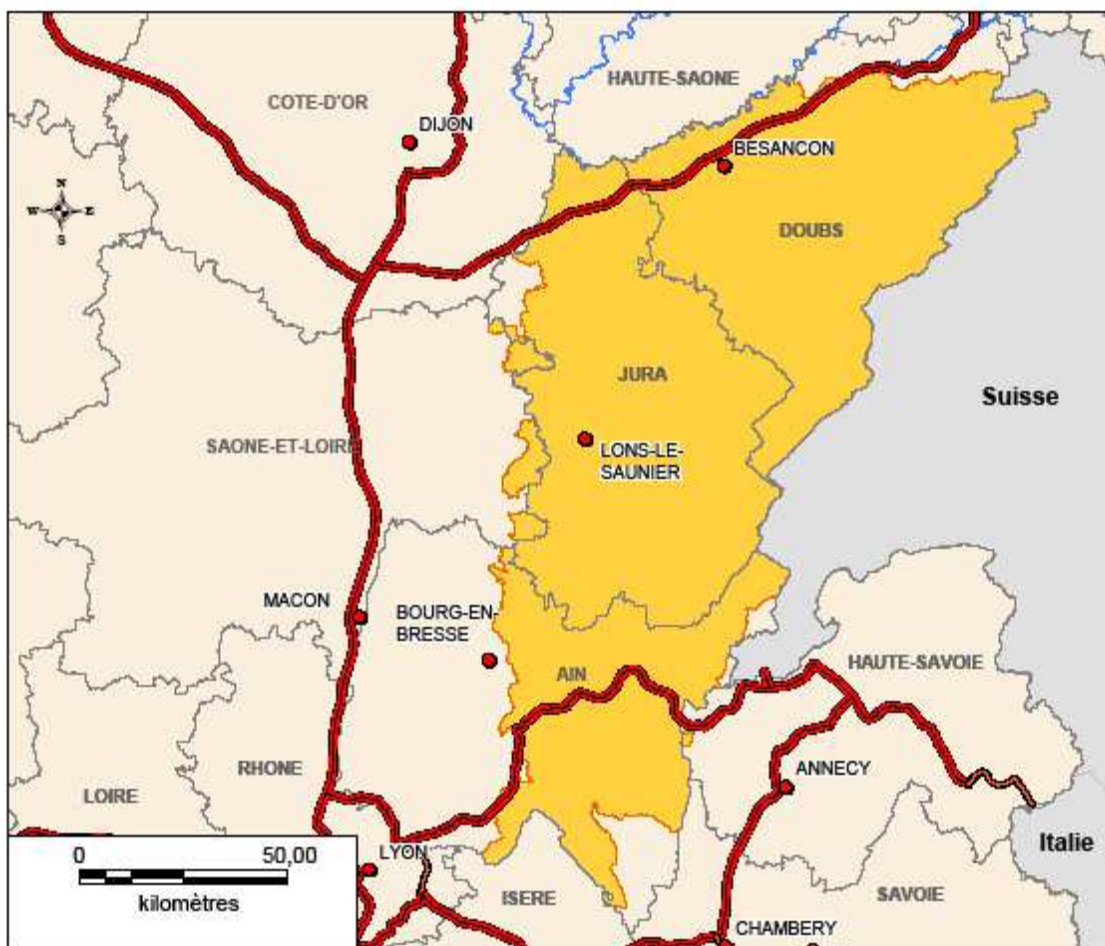 HAUTE-SAONE
COTE-D'OR
DIJON
BESANCON
N
W E
S
DOUBS
JURA
Suisse
SAONE-ET-LOIRE
LONS-LE-
SAUNIER
MACON
BOURG-EN-
BRESSE
AIN
HAUTE-SAVOIE
RHONE
LOIRE
ANNECY
Italie
0 50,00
kilomètres
LYON
ISERE
SAVOIE
CHAMBERY